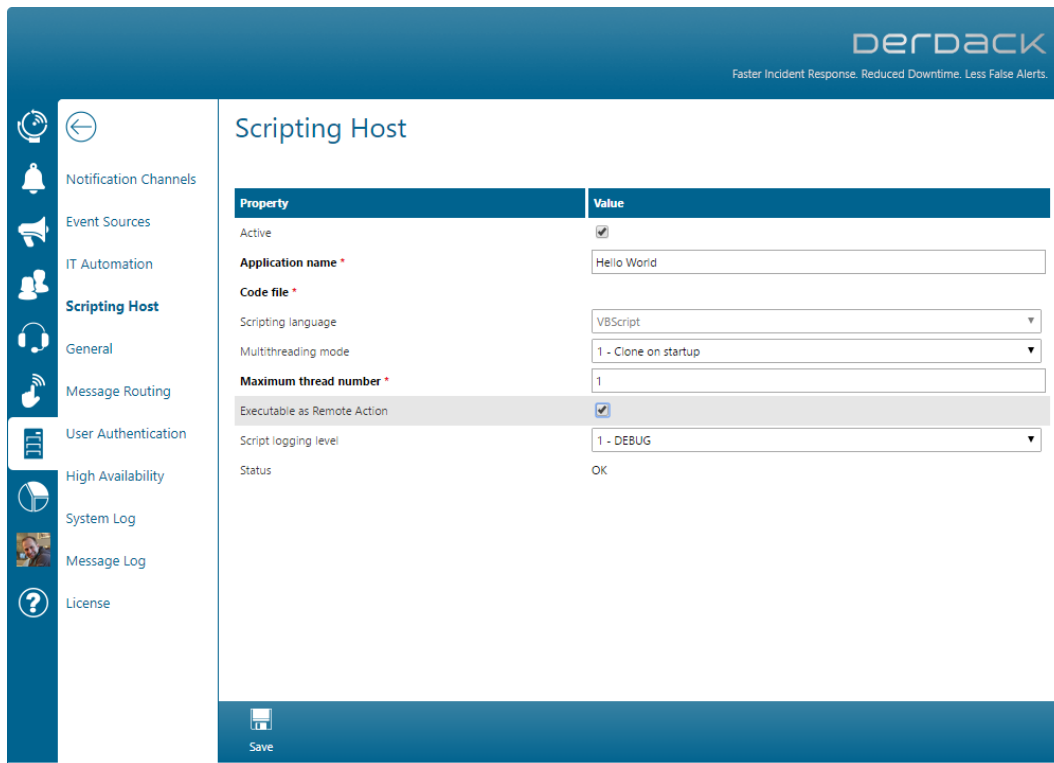 Derdack
Faster Incident Response. Reduced Downtime. Less False Alerts.
Scripting Host
Notification Channels
Event Sources
IT Automation
Scripting Host
General
Message Routing
User Authentication
High Availability
System Log
Message Log
License
Property Value
Active
Application name * Hello World
Code file *
Scripting language VBScript
Multithreading mode 1 - Clone on startup
Maximum thread number * 1
Executable as Remote Action
Script logging level 1 - DEBUG
Status OK
Save